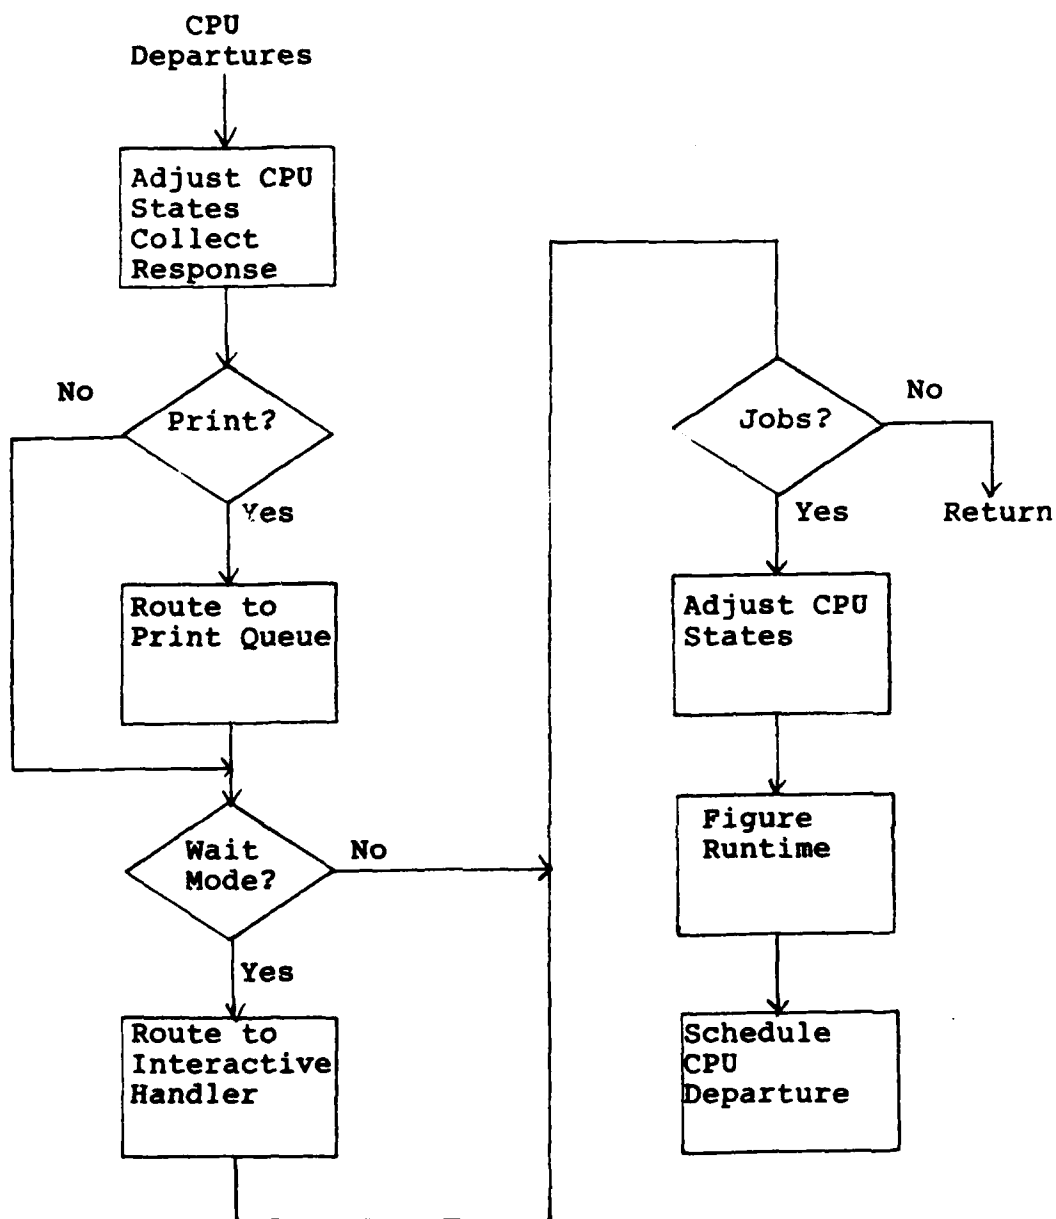 CPU
Departures
Adjust CPU
States
Collect
Response
No
Print?
Yes
Route to
Print Queue
Wait
Mode?
No
Yes
Route to
Interactive
Handler
Jobs?
No
Yes
Return
Adjust CPU
States
Figure
Runtime
Schedule
CPU
Departure